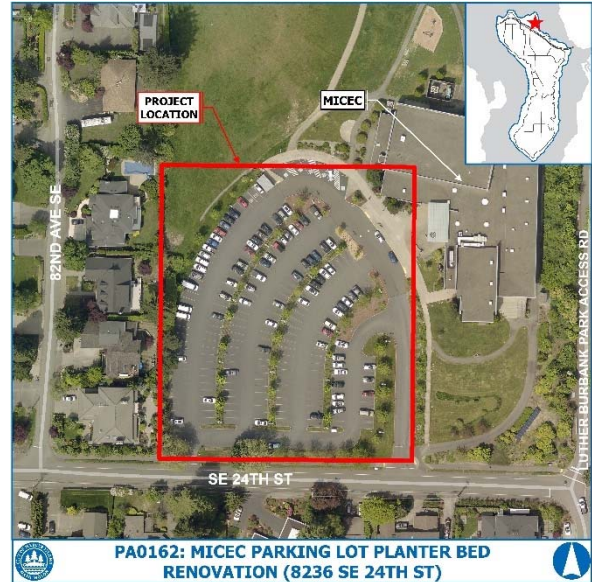 PROJECT
LOCATION
MICEC
82ND AVE SE
LUTHER BURBANK PARK ACCESS RD
SE 24TH ST
PA0162: MICEC PARKING LOT PLANTER BED
RENOVATION (8236 SE 24TH ST)